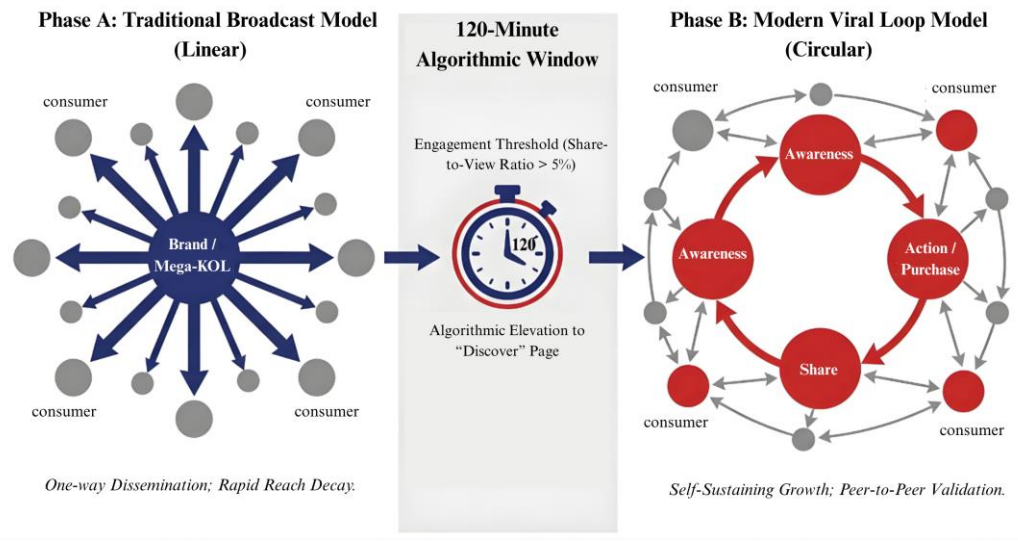 Phase A: Traditional Broadcast Model
(Linear)
consumer
consumer
Brand /
Mega-KOL
consumer
consumer
One-way Dissemination; Rapid Reach Decay.
120-Minute
Algorithmic Window
Engagement Threshold (Share-
to-View Ratio > 5%)
120
Algorithmic Elevation to
“Discover” Page
Phase B: Modern Viral Loop Model
(Circular)
consumer
consumer
Awareness
Awareness
Action /
Purchase
Share
consumer
consumer
Self-Sustaining Growth; Peer-to-Peer Validation.